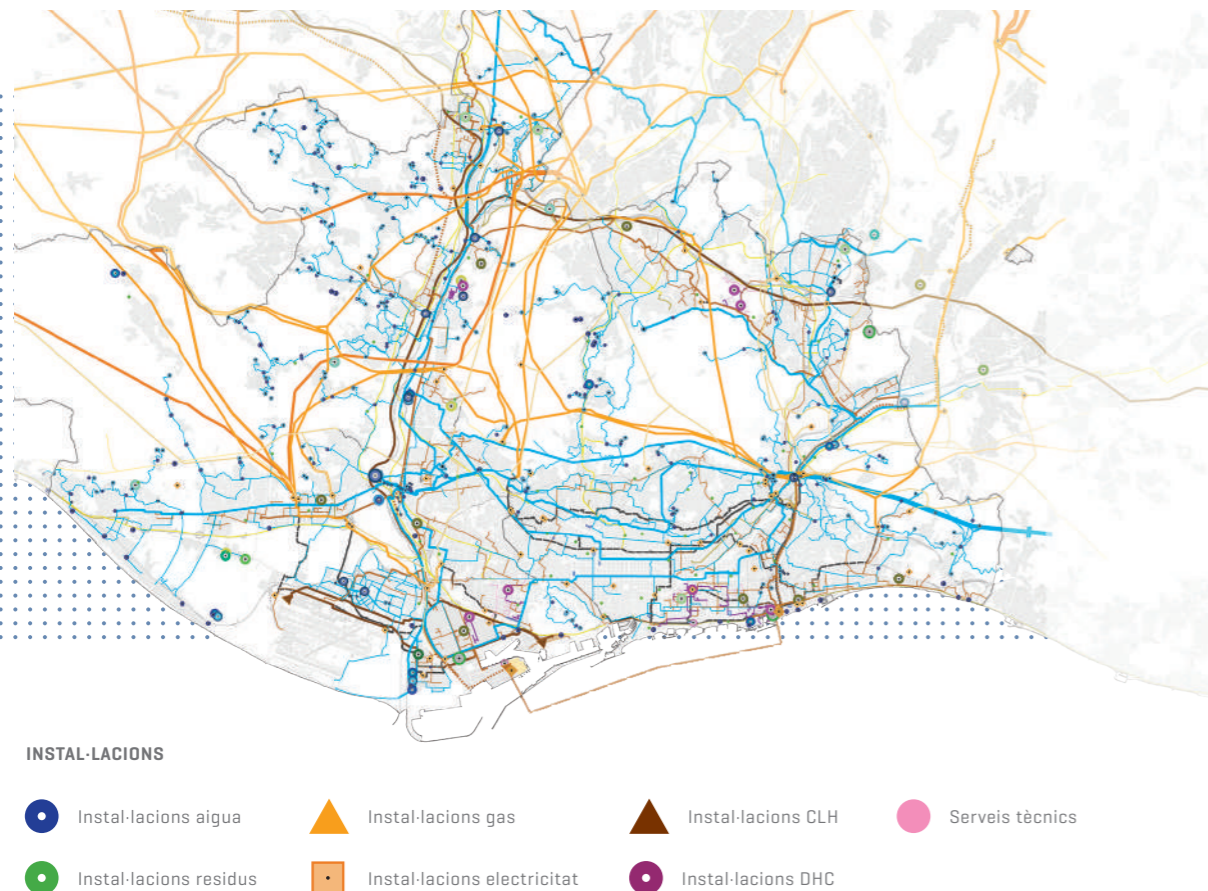 INSTAL·LACIONS
Instal·lacions aigua
Instal·lacions gas
Instal·lacions CLH
Serveis tècnics
Instal·lacions residus
Instal·lacions electricitat
Instal·lacions DHC